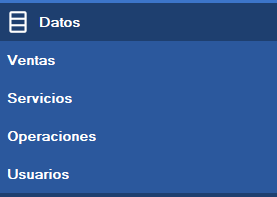 Datos
Ventas
Servicios
Operaciones
Usuarios